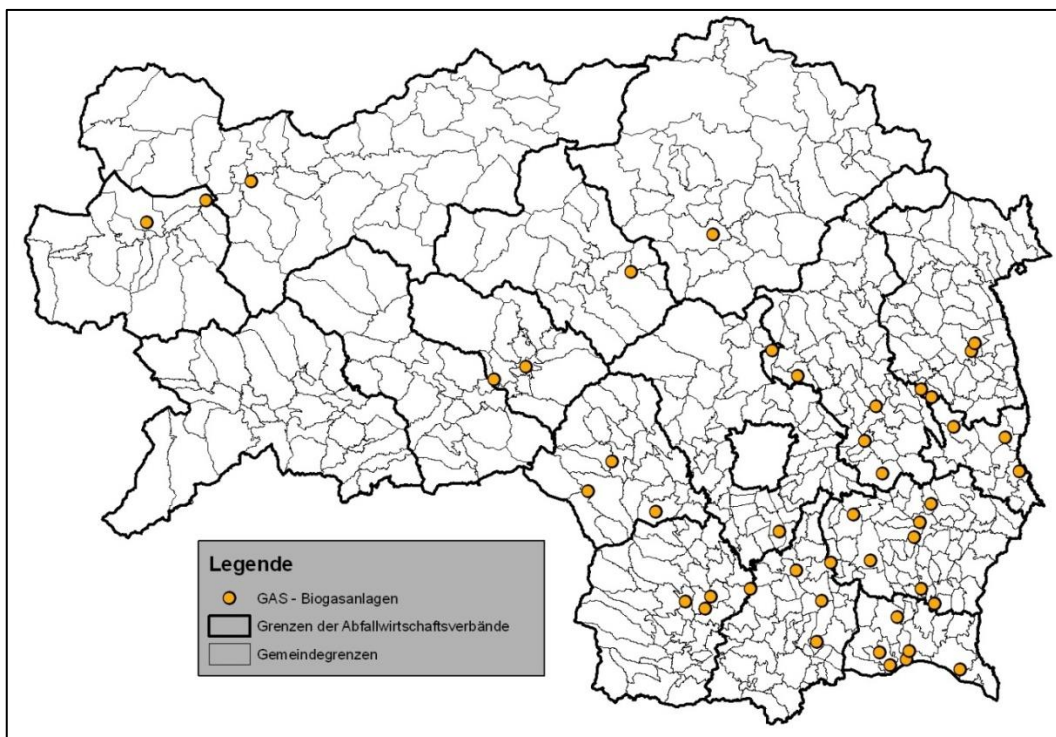 Legende
GAS - Biogasanlagen
Grenzen der Abfallwirtschaftsverbände
Gemeindegrenzen